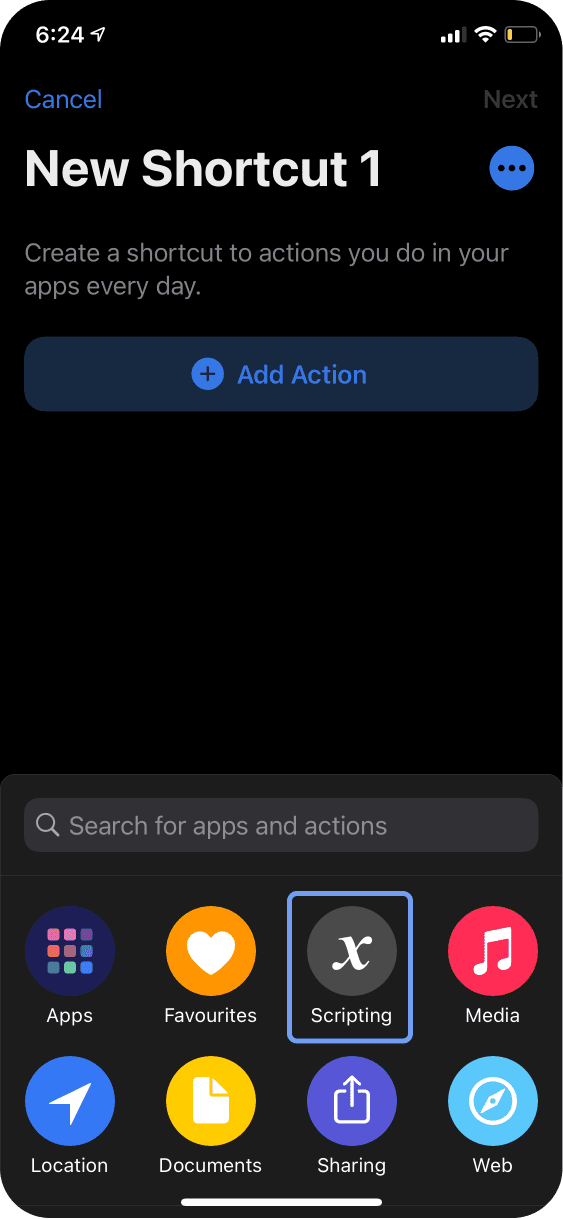 6:24
Cancel
Next
New Shortcut 1
Create a shortcut to actions you do in your
apps every day.
Add Action
Search for apps and actions
Apps
Favourites
Scripting
Media
Location
Documents
Sharing
Web